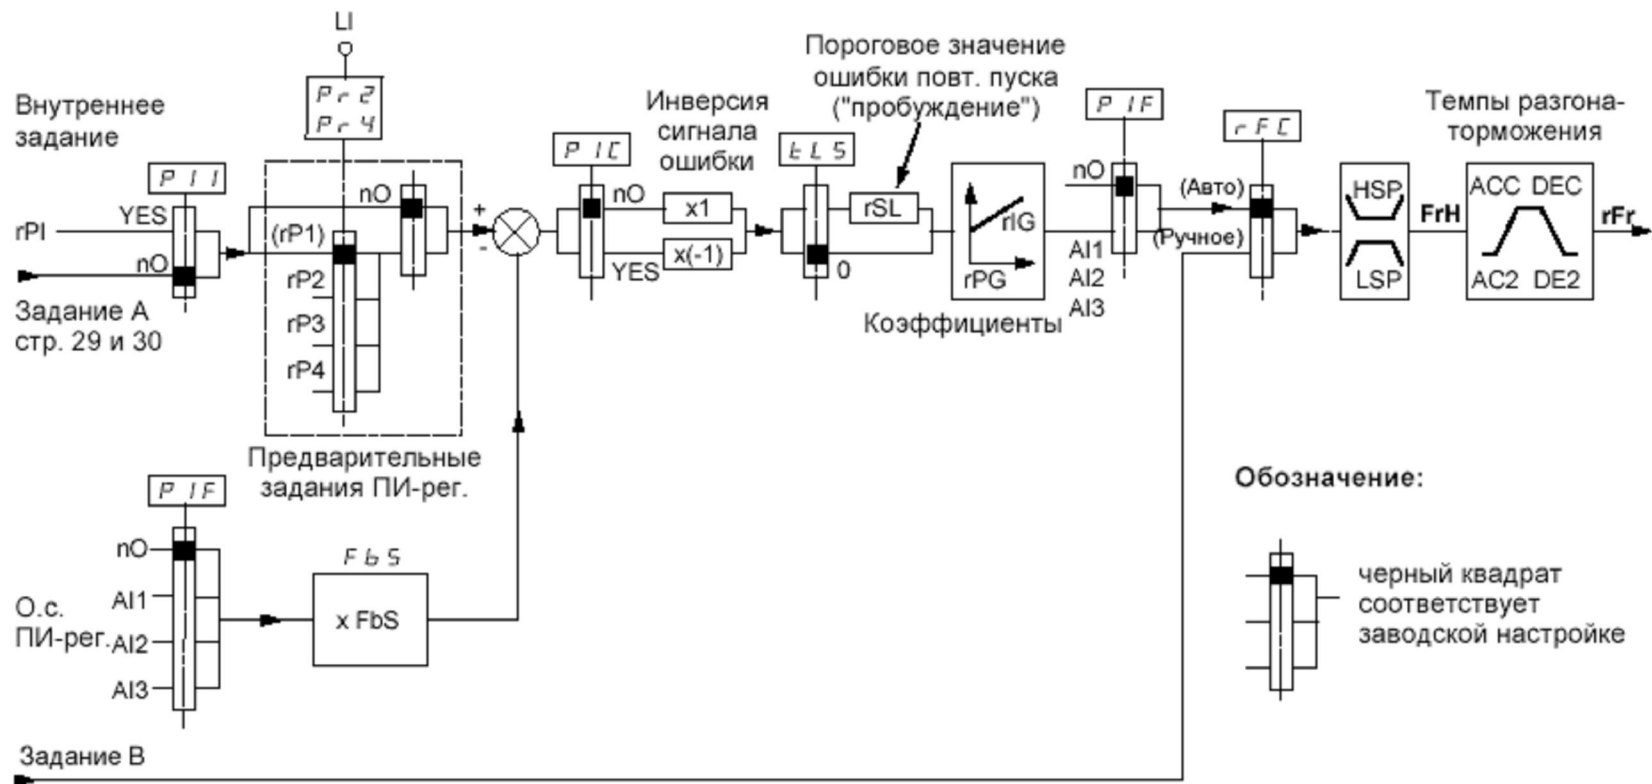 LI
Pr2
Pr4
Внутреннее
задание
PII
YES
rPI
nO
Задание А
стр. 29 и 30
nO
(rP1)
rP2
rP3
rP4
Предварительные
задания ПИ-рег.
+
-
PIC
nO
YES
Инверсия
сигнала
ошибки
x1
x(-1)
tLS
0
Пороговое значение
ошибки повт. пуска
("пробуждение")
rSL
rIG
rPG
Коэффициенты
PIF
nO
AI1
AI2
AI3
rFC
(Авто)
(Ручное)
HSP
LSP
FrH
Темпы разгона-
торможения
ACC DEC
AC2 DE2
rFr
PIF
nO
AI1
О.с.
ПИ-рег.
AI2
AI3
FbS
x FbS
Обозначение:
черный квадрат
соответствует
заводской настройке
Задание В